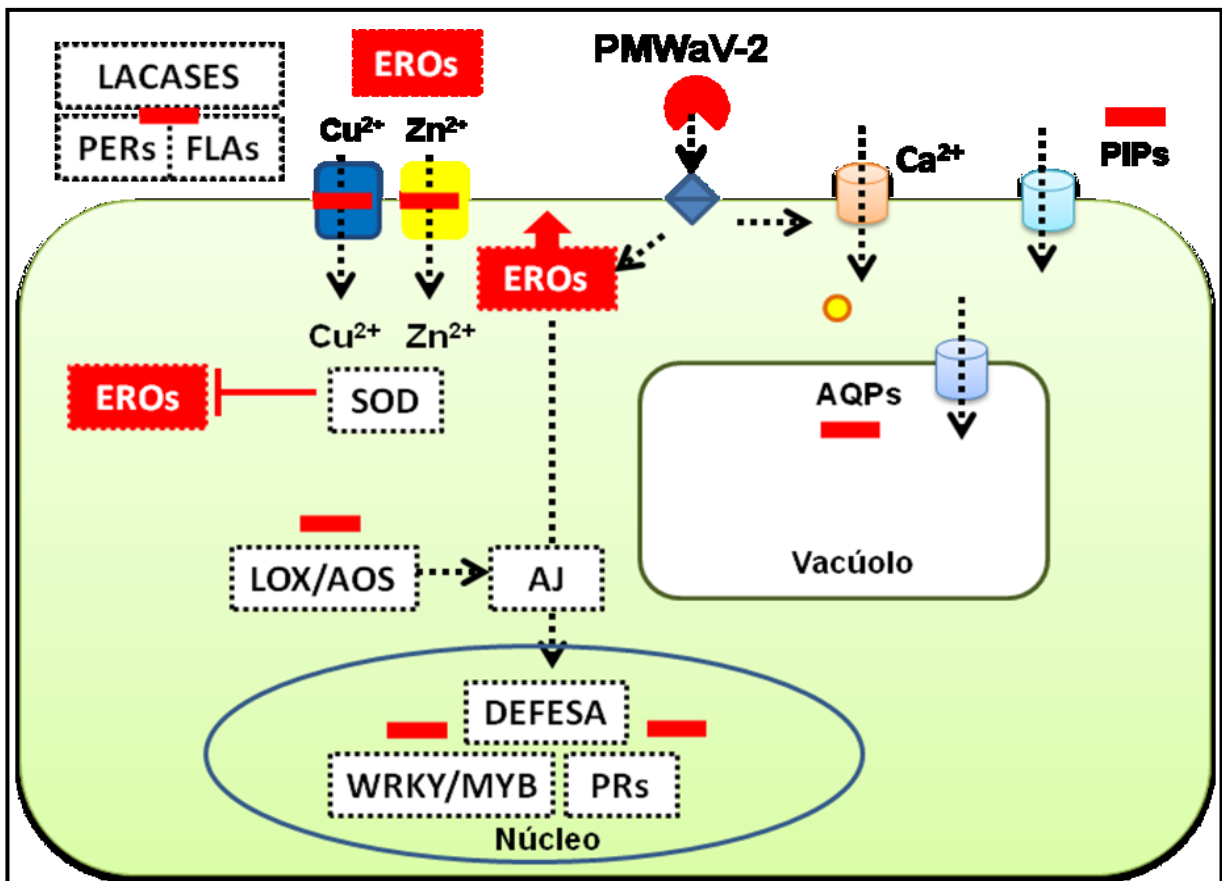 LACASES
PERs FLAs
EROs
PMWaV-2
Cu²⁺ Zn²⁺
Ca²⁺
PIPs
EROs
Cu²⁺ Zn²⁺
EROs
SOD
AQPs
Vacúolo
LOX/AOS
AJ
DEFESA
WRKY/MYB
PRs
Núcleo